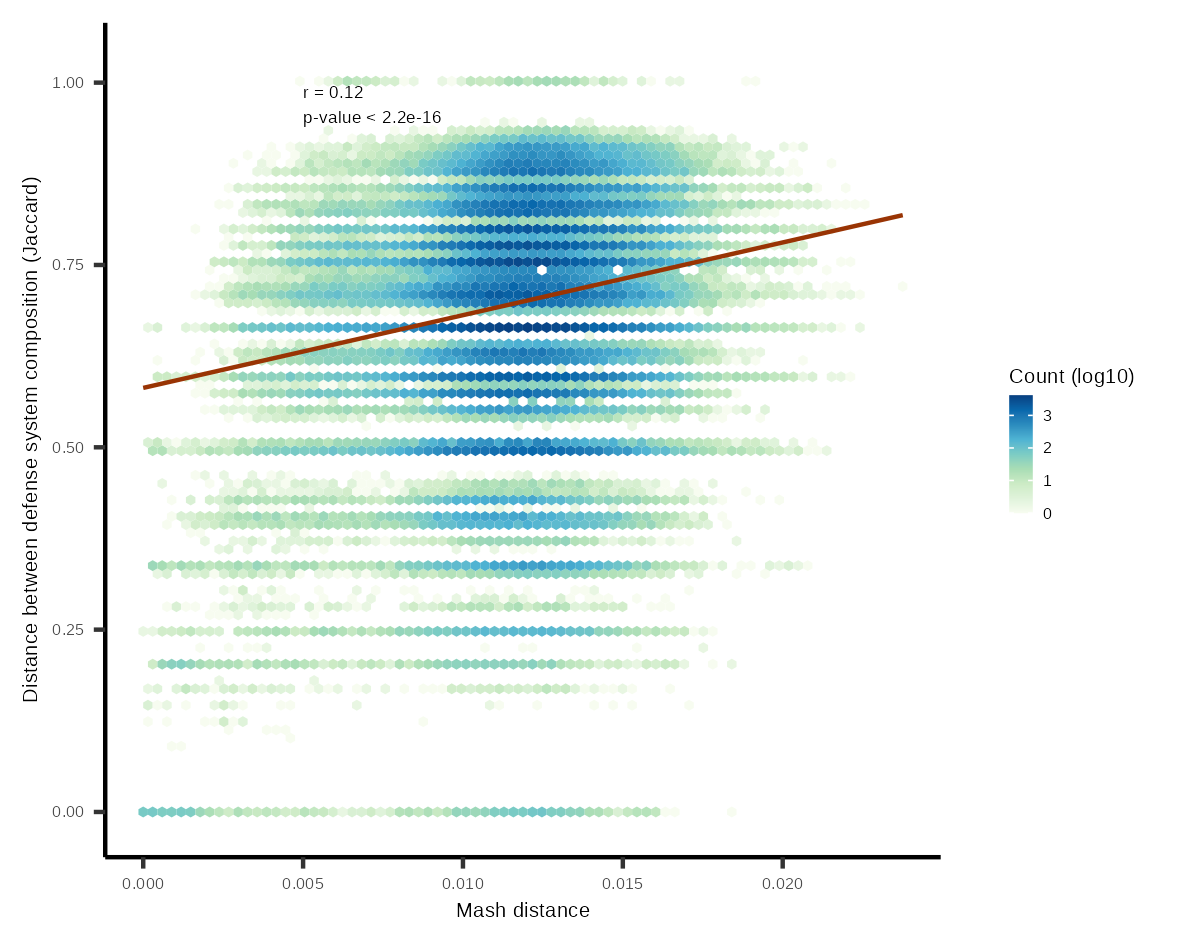 r = 0.12
p-value < 2.2e-16
1.00
0.75
0.50
0.25
0.00
Distance between defense system composition (Jaccard)
0.000
0.005
0.010
0.015
0.020
Mash distance
Count (log10)
3
2
1
0